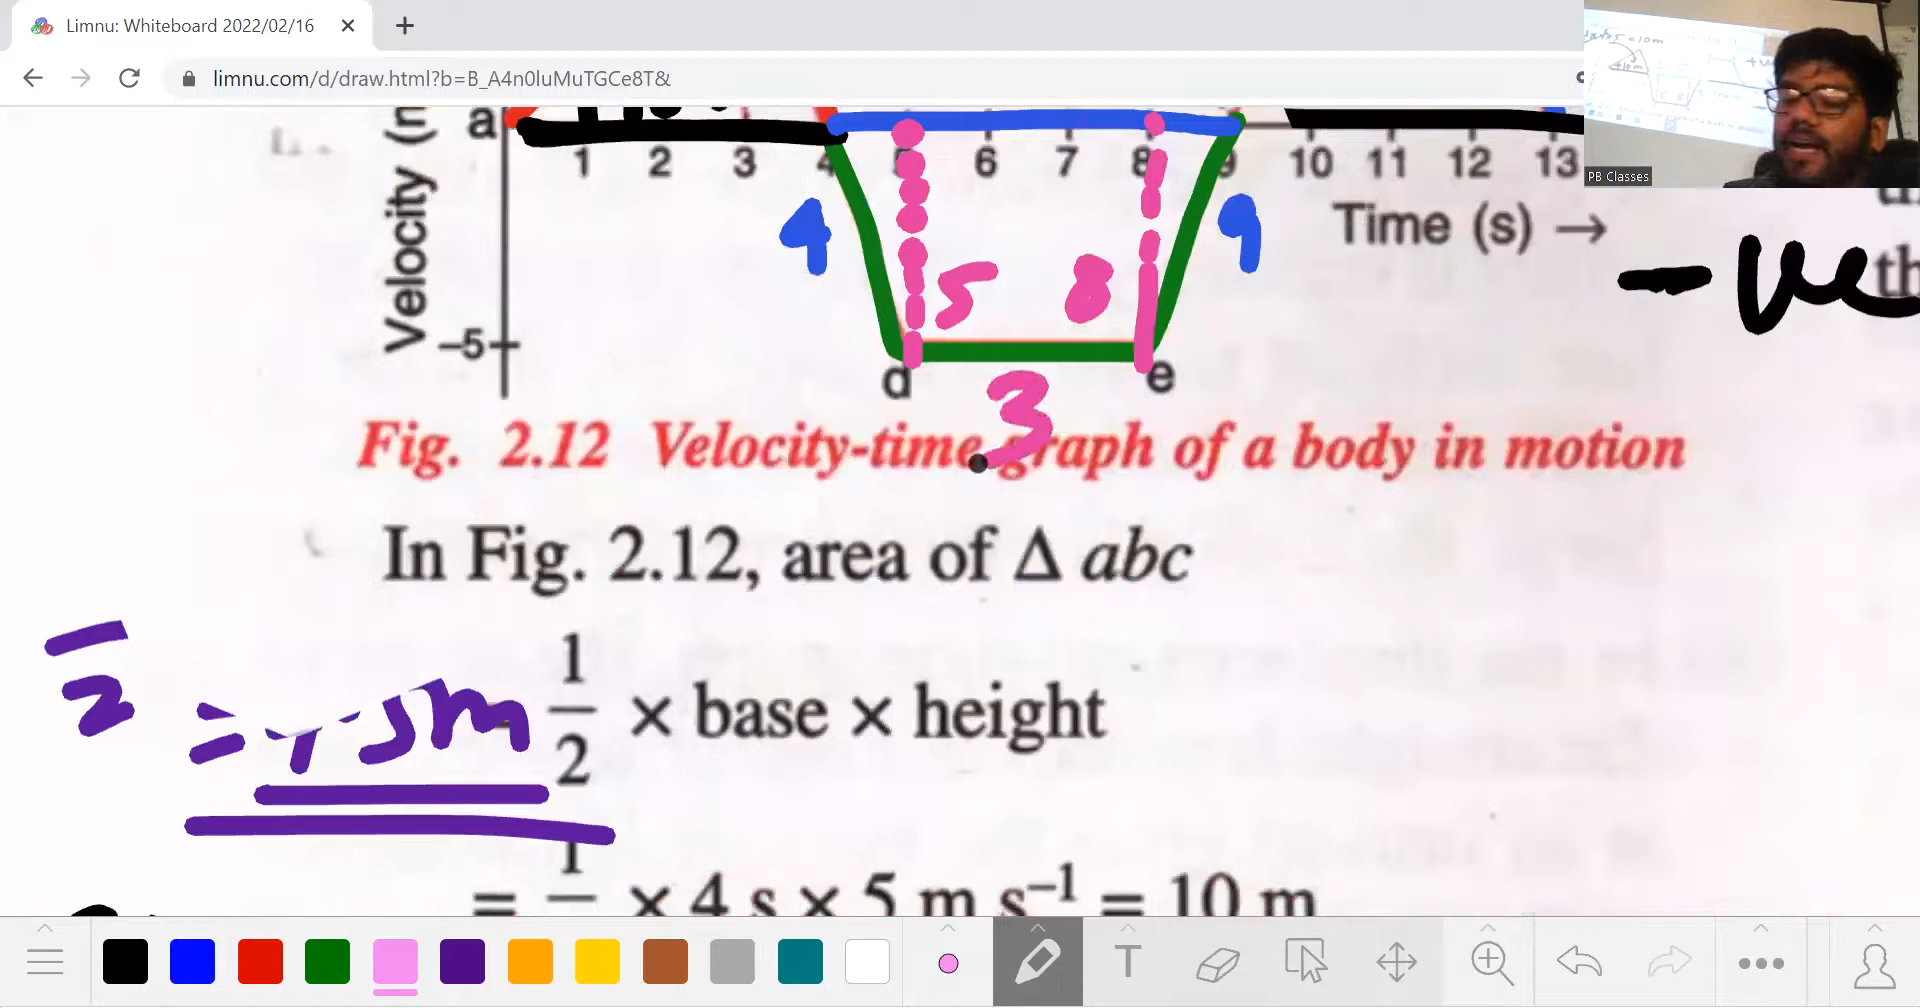 Limnu: Whiteboard 2022/02/16
limnu.com/d/draw.html?b=B_A4n0luMuTGCe8T&
PB Classes
a
1 2 3 4 6 7 8 9 10 11 12 13
Velocity
Time (s) →
4 5 8 9
-ve
–5
d e
3
Fig. 2.12 Velocity-time graph of a body in motion
In Fig. 2.12, area of Δ abc
1/2 × base × height
2
= × 4 s × 5 m s⁻¹ = 10 m
T